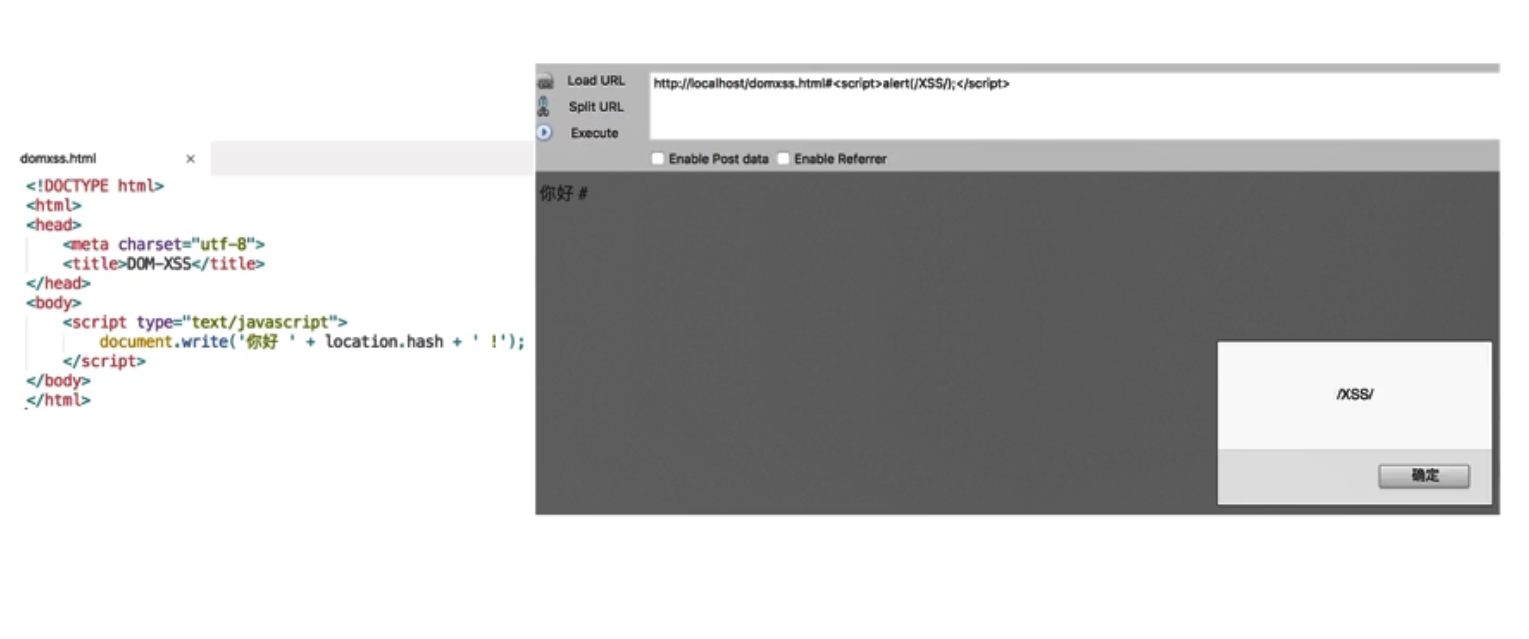 domxss.html ×
<!DOCTYPE html>
<html>
<head>
<meta charset="utf-8">
<title>DOM-XSS</title>
</head>
<body>
<script type="text/javascript">
document.write('你好 ' + location.hash + ' !');
</script>
</body>
</html>
Load URL
http://localhost/domxss.html#<script>alert(/XSS/);</script>
Split URL
Execute
Enable Post data Enable Referrer
你好 #
/XSS/
确定